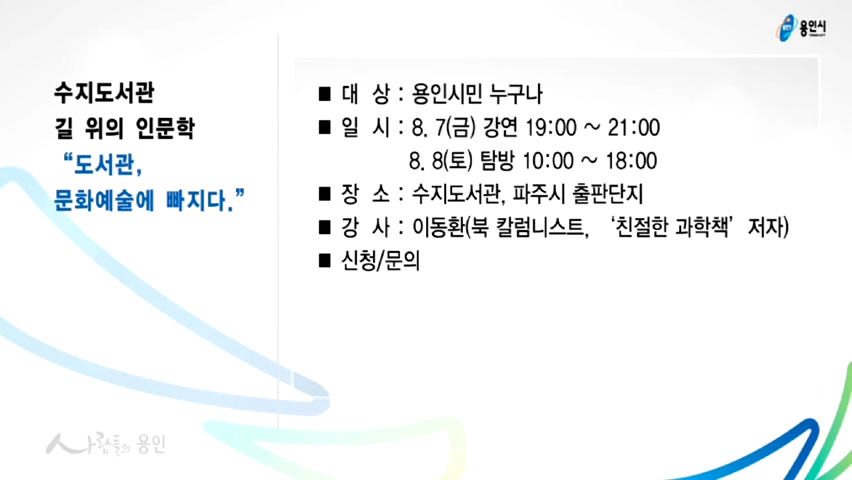 용인시
수지도서관
길 위의 인문학
“도서관,
문화예술에 빠지다.”
■ 대 상 : 용인시민 누구나
■ 일 시 : 8. 7(금) 강연 19:00 ~ 21:00
8. 8(토) 탐방 10:00 ~ 18:00
■ 장 소 : 수지도서관, 파주시 출판단지
■ 강 사 : 이동환(북 칼럼니스트, ‘친절한 과학책’ 저자)
■ 신청/문의
사람들의 용인